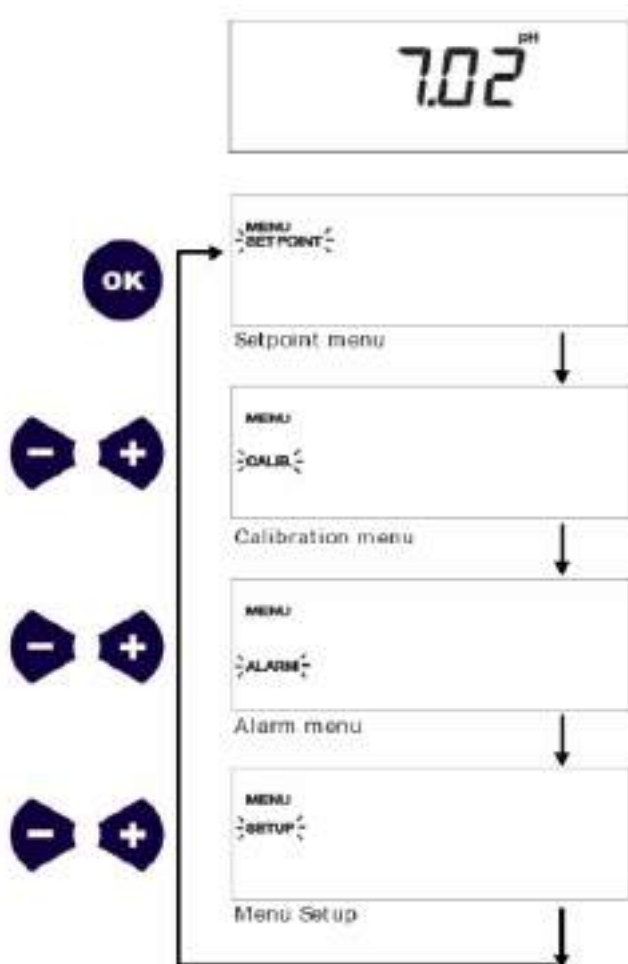 pH
7.02
MENU
SET POINT
OK
Setpoint menu
MENU
CALIB.
- +
Calibration menu
MENU
ALARM
- +
Alarm menu
MENU
SETUP
- +
Menu Setup